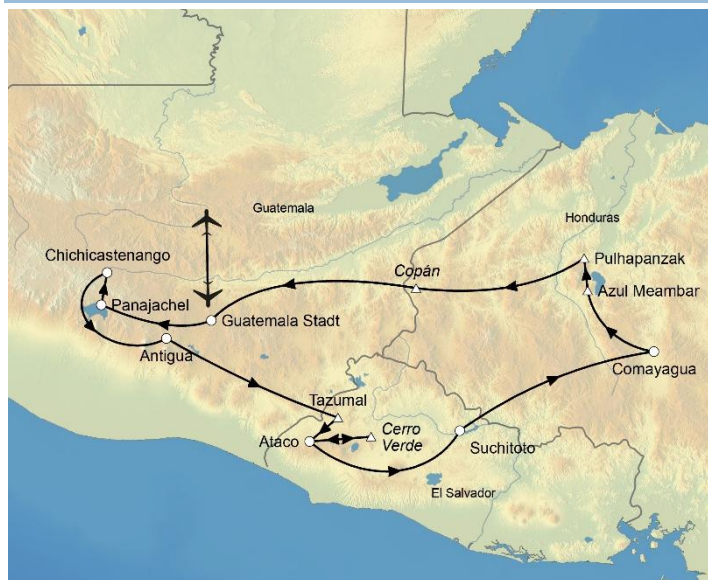 Guatemala
Honduras
Chichicastenango
Copán
Pulhapanzak
Azul Meambar
Panajachel
Guatemala Stadt
Antigua
Comayagua
Tazumal
Cerro
Verde
Ataco
Suchitoto
El Salvador